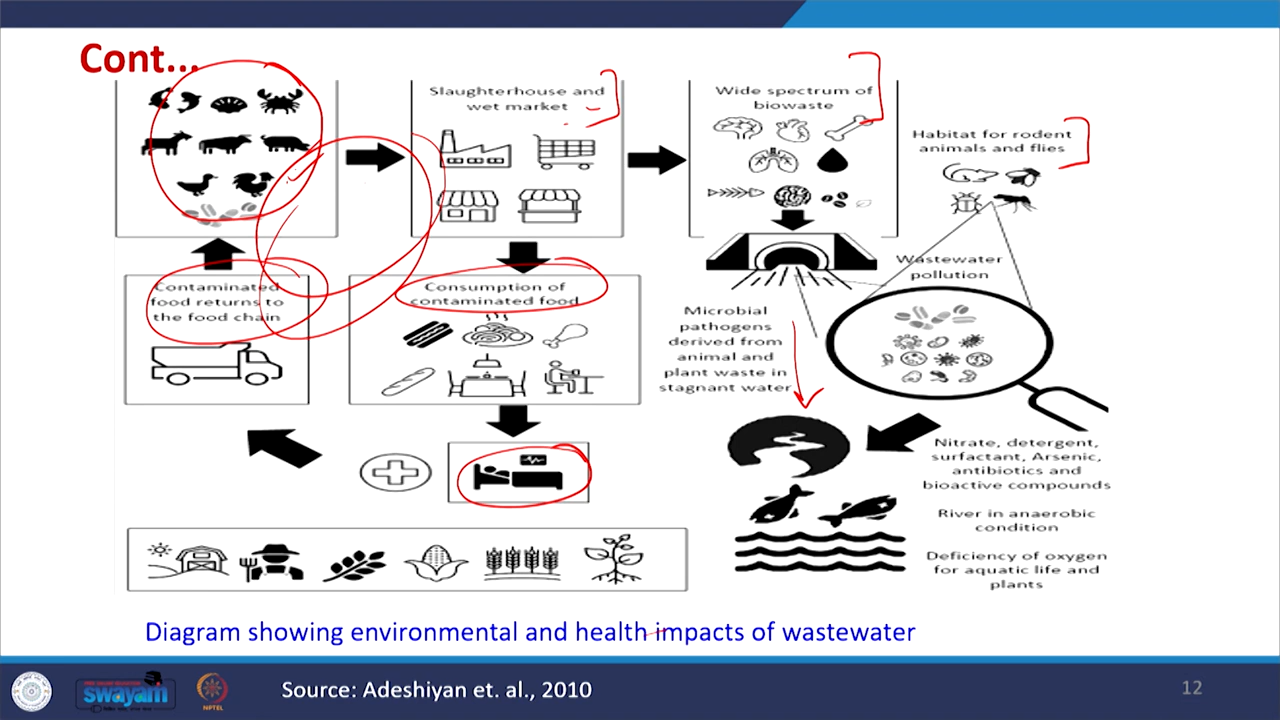 Cont...
Slaughterhouse and
wet market
Wide spectrum of
biowaste
Habitat for rodent
animals and flies
Contaminated
food returns to
the food chain
Consumption of
contaminated food
Wastewater
pollution
Microbial
pathogens
derived from
animal and
plant waste in
stagnant water
Nitrate, detergent,
surfactant, Arsenic,
antibiotics and
bioactive compounds
River in anaerobic
condition
Deficiency of oxygen
for aquatic life and
plants
Diagram showing environmental and health impacts of wastewater
swayam
NPTEL
Source: Adeshiyan et. al., 2010
12